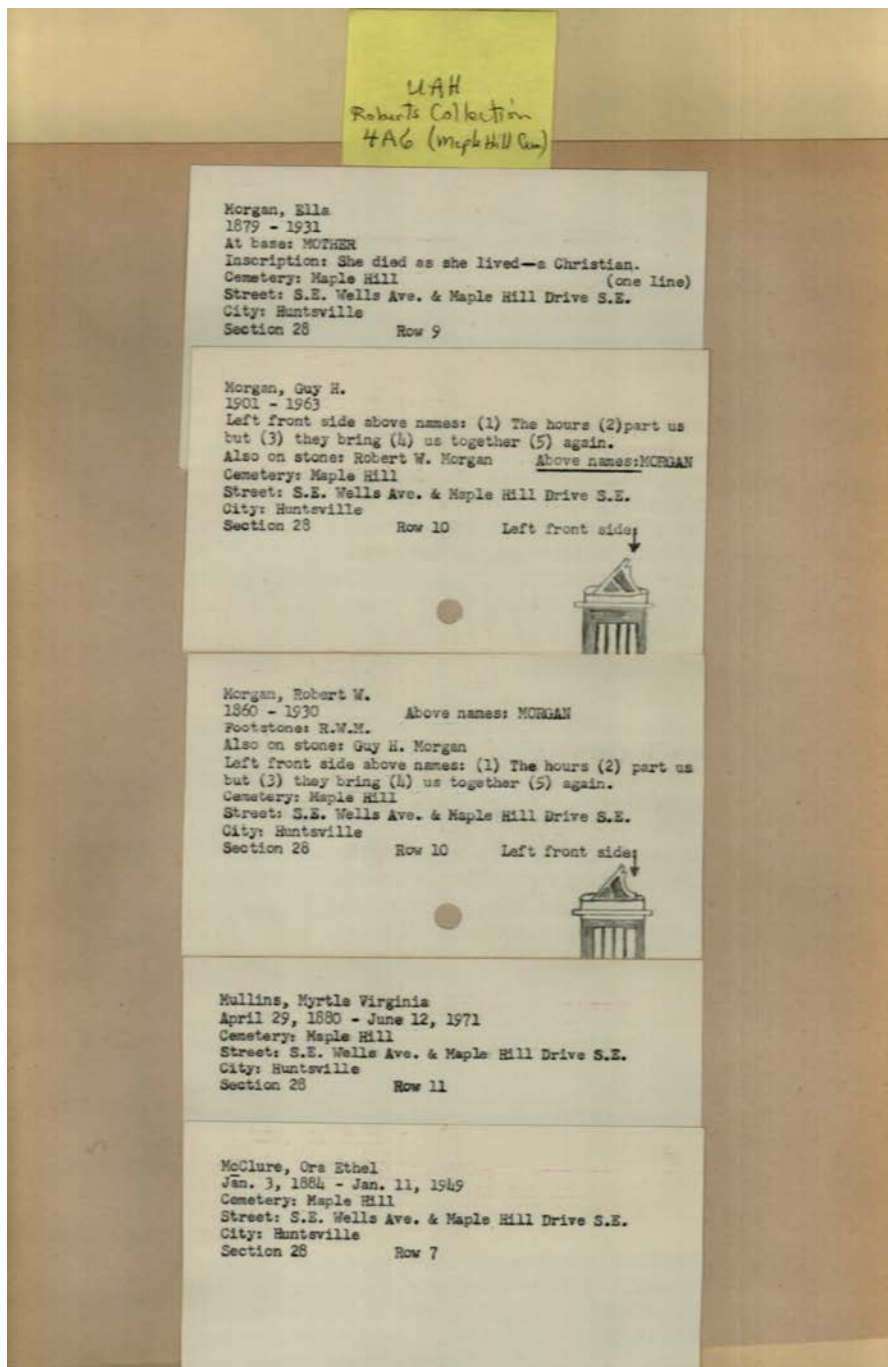 UAH
Roberts Collection
4A6 (Maple Hill Cem)
Morgan, Ella
1879 - 1931
At base: MOTHER
Inscription: She died as she lived—a Christian.
Cemetery: Maple Hill (one line)
Street: S.E. Wells Ave. & Maple Hill Drive S.E.
City: Huntsville
Section 28 Row 9
Morgan, Guy H.
1901 - 1963
Left front side above names: (1) The hours (2)part us
but (3) they bring (4) us together (5) again.
Also on stone: Robert W. Morgan Above names:MORGAN
Cemetery: Maple Hill
Street: S.E. Wells Ave. & Maple Hill Drive S.E.
City: Huntsville
Section 28 Row 10 Left front side:
Morgan, Robert W.
1860 - 1930 Above names: MORGAN
Footstone: R.W.M.
Also on stone: Guy H. Morgan
Left front side above names: (1) The hours (2) part us
but (3) they bring (4) us together (5) again.
Cemetery: Maple Hill
Street: S.E. Wells Ave. & Maple Hill Drive S.E.
City: Huntsville
Section 28 Row 10 Left front side:
Mullins, Myrtle Virginia
April 29, 1880 - June 12, 1971
Cemetery: Maple Hill
Street: S.E. Wells Ave. & Maple Hill Drive S.E.
City: Huntsville
Section 28 Row 11
McClure, Ora Ethel
Jan. 3, 1884 - Jan. 11, 1949
Cemetery: Maple Hill
Street: S.E. Wells Ave. & Maple Hill Drive S.E.
City: Huntsville
Section 28 Row 7